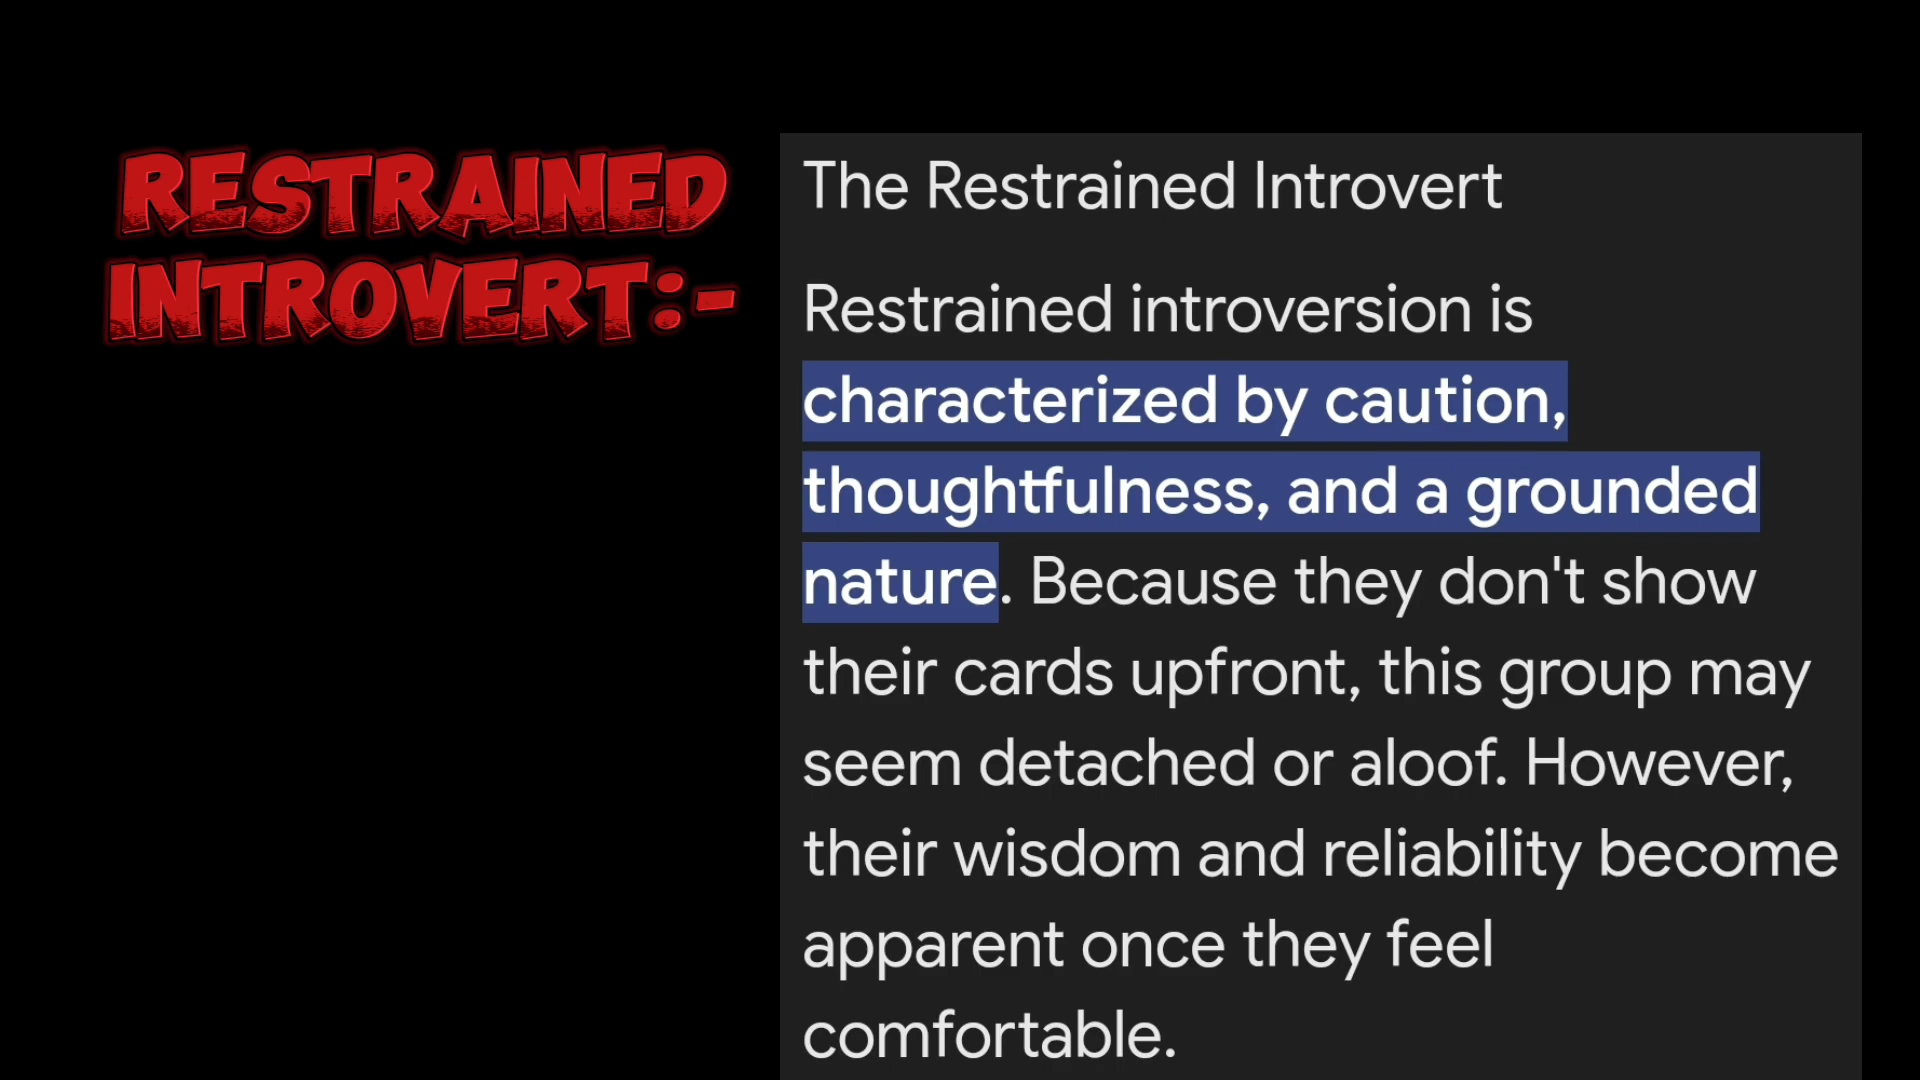 RESTRAINED
INTROVERT:-
The Restrained Introvert
Restrained introversion is
characterized by caution,
thoughtfulness, and a grounded
nature. Because they don't show
their cards upfront, this group may
seem detached or aloof. However,
their wisdom and reliability become
apparent once they feel
comfortable.